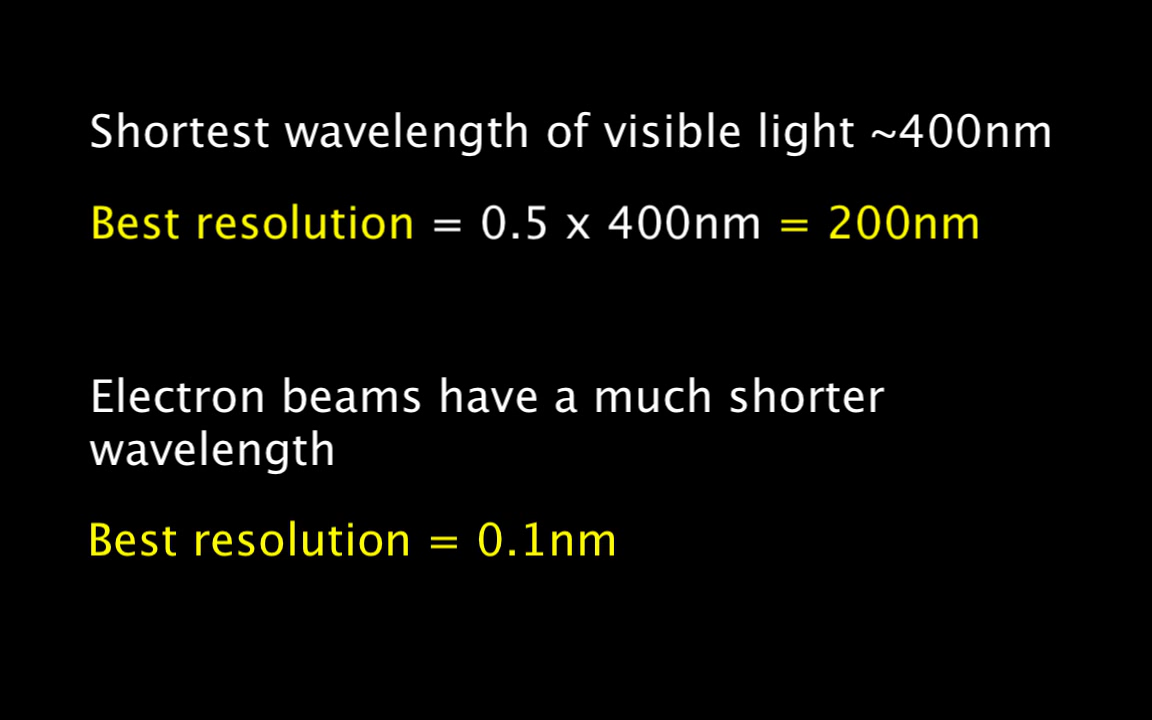 Shortest wavelength of visible light ~400nm
Best resolution = 0.5 x 400nm = 200nm
Electron beams have a much shorter
wavelength
Best resolution = 0.1nm